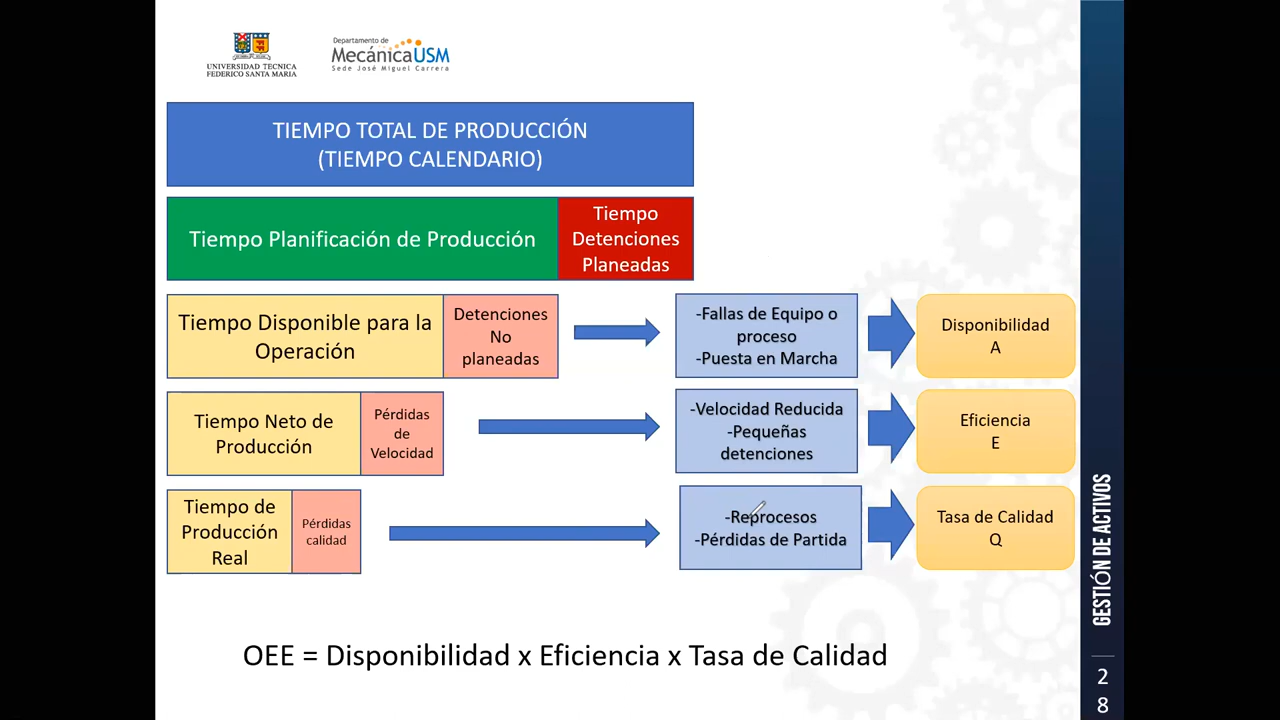 UNIVERSIDAD TECNICA
FEDERICO SANTA MARIA
Departamento de
MecánicaUSM
Sede José Miguel Carrera
TIEMPO TOTAL DE PRODUCCIÓN
(TIEMPO CALENDARIO)
Tiempo Planificación de Producción
Tiempo
Detenciones
Planeadas
Tiempo Disponible para la
Operación
Detenciones
No
planeadas
-Fallas de Equipo o
proceso
-Puesta en Marcha
Disponibilidad
A
Tiempo Neto de
Producción
Pérdidas
de
Velocidad
-Velocidad Reducida
-Pequeñas
detenciones
Eficiencia
E
Tiempo de
Producción
Real
Pérdidas
calidad
-Reprocesos
-Pérdidas de Partida
Tasa de Calidad
Q
OEE = Disponibilidad x Eficiencia x Tasa de Calidad
GESTIÓN DE ACTIVOS
2
8